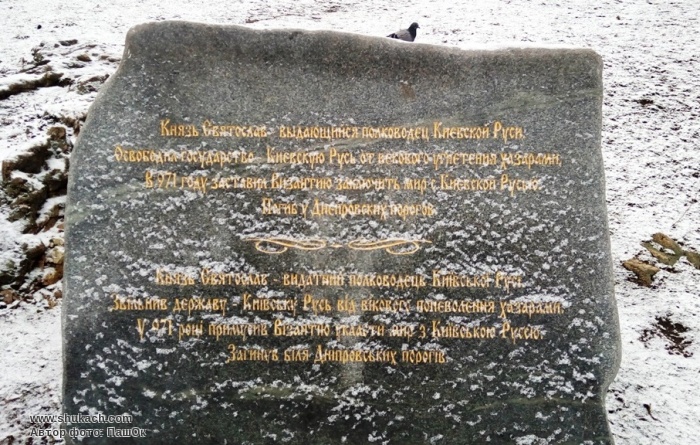 Князь Святослав - выдающийся полководец Киевской Руси.
Освободил государство - Киевскую Русь от векового угнетения хазарами,
В 971 году заставил Византию заключить мир с Киевской Русью.
Погиб у Днепровских порогов.
Князь Святослав - видатний полководець Київської Русі.
Звільнив державу - Київську Русь від вікового поневолення хазарами.
У 971 році примусив Візантію укласти мир з Київською Руссю.
Загинув біля Дніпровських порогів.
www.shukach.com
Автор фото: ПашОк